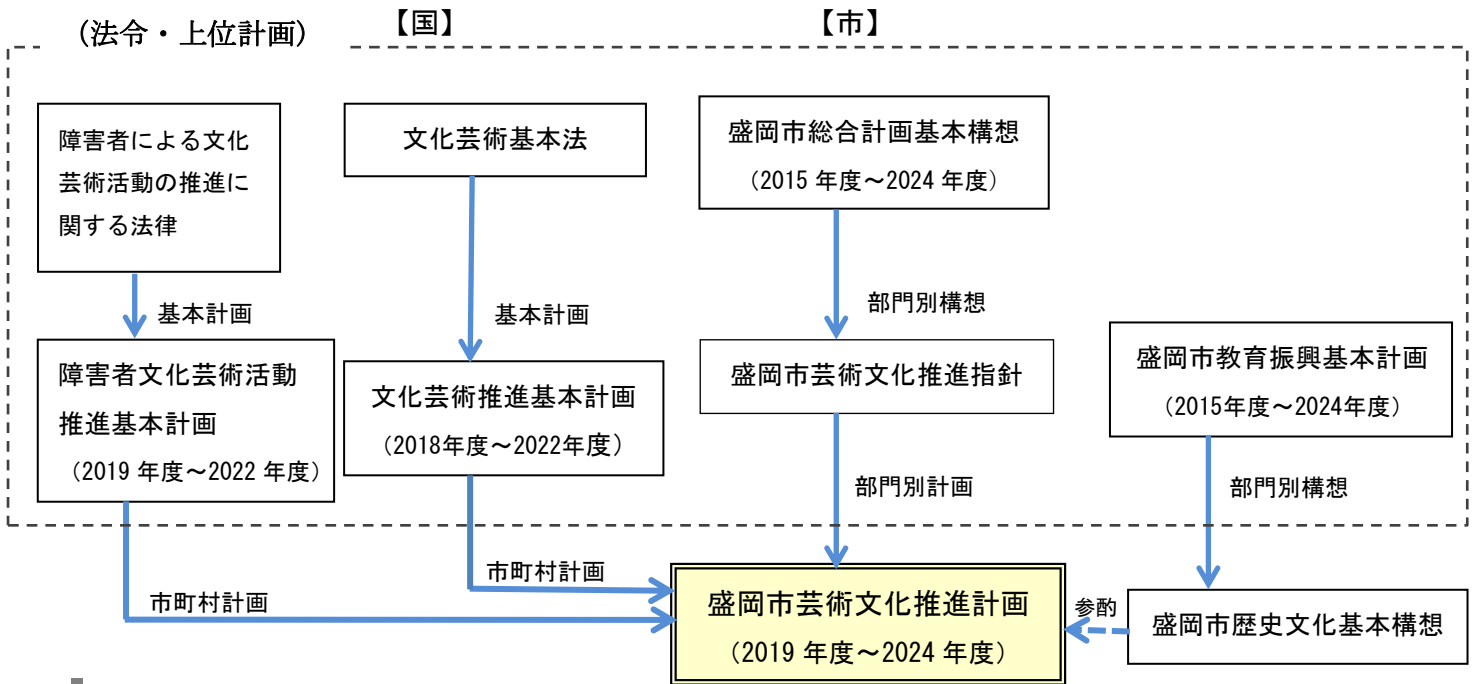 (法令・上位計画)
【国】
【市】
障害者による文化
芸術活動の推進に
関する法律
文化芸術基本法
盛岡市総合計画基本構想
(2015 年度~2024 年度)
基本計画
基本計画
部門別構想
障害者文化芸術活動
推進基本計画
(2019 年度~2022 年度)
文化芸術推進基本計画
(2018年度~2022年度)
盛岡市芸術文化推進指針
盛岡市教育振興基本計画
(2015年度~2024年度)
部門別計画
部門別構想
市町村計画
市町村計画
盛岡市芸術文化推進計画
(2019 年度~2024 年度)
参酌
盛岡市歴史文化基本構想